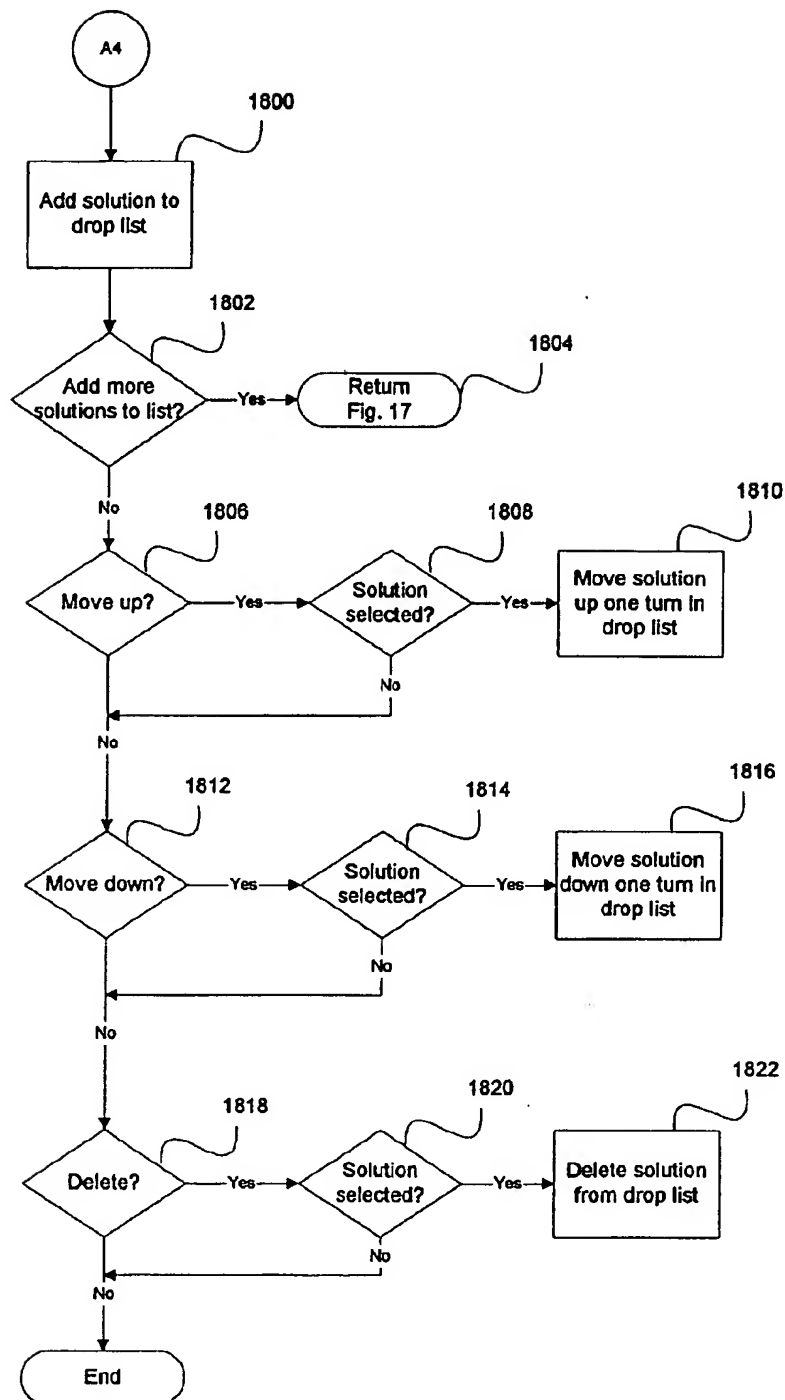 A4
1800
Add solution to
drop list
1802
Add more
solutions to list?
Yes
Return
Fig. 17
1804
No
1806
Move up?
Yes
1808
Solution
selected?
Yes
1810
Move solution
up one turn in
drop list
No
No
1812
Move down?
Yes
1814
Solution
selected?
Yes
1816
Move solution
down one turn in
drop list
No
No
1818
Delete?
Yes
1820
Solution
selected?
Yes
1822
Delete solution
from drop list
No
No
End